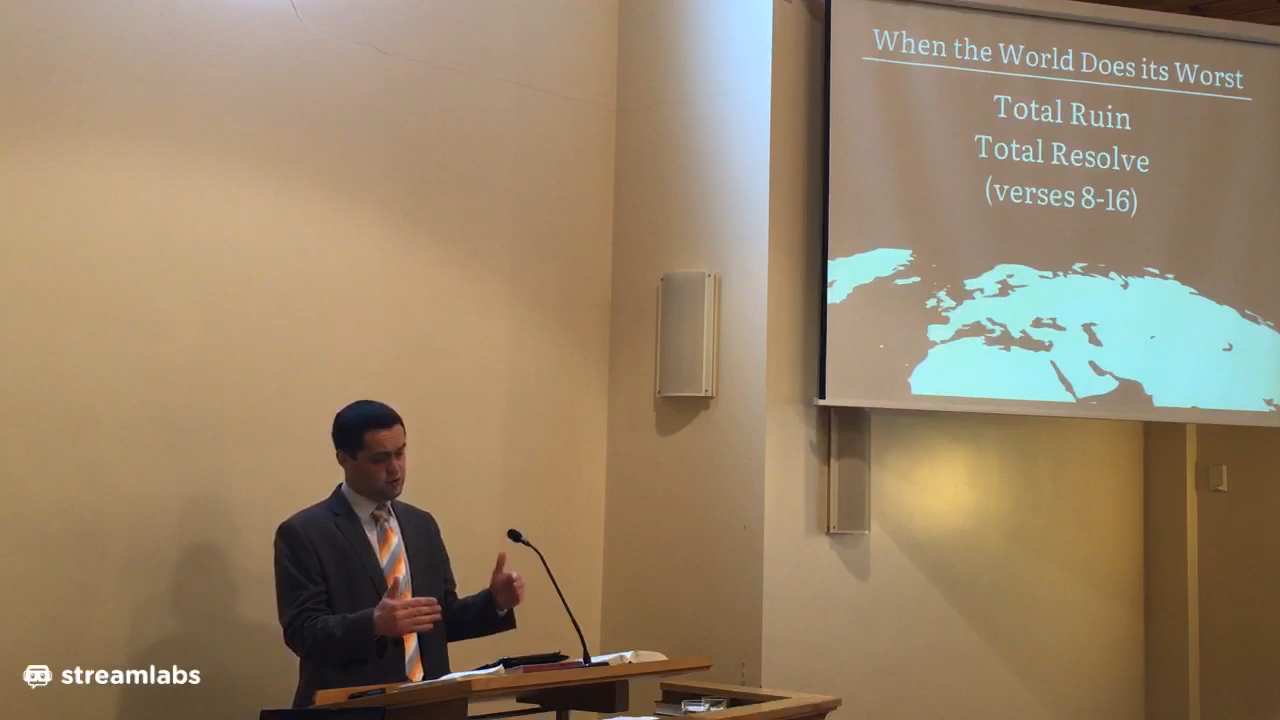 When the World Does its Worst
Total Ruin
Total Resolve
(verses 8-16)
streamlabs